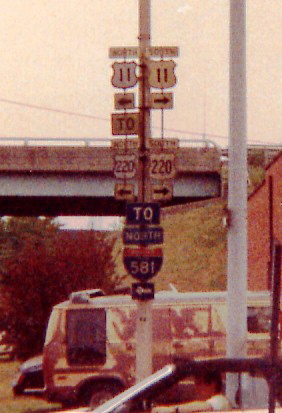 NORTH SOUTH
11 11
TO
NORTH SOUTH
220 220
TO
NORTH
581